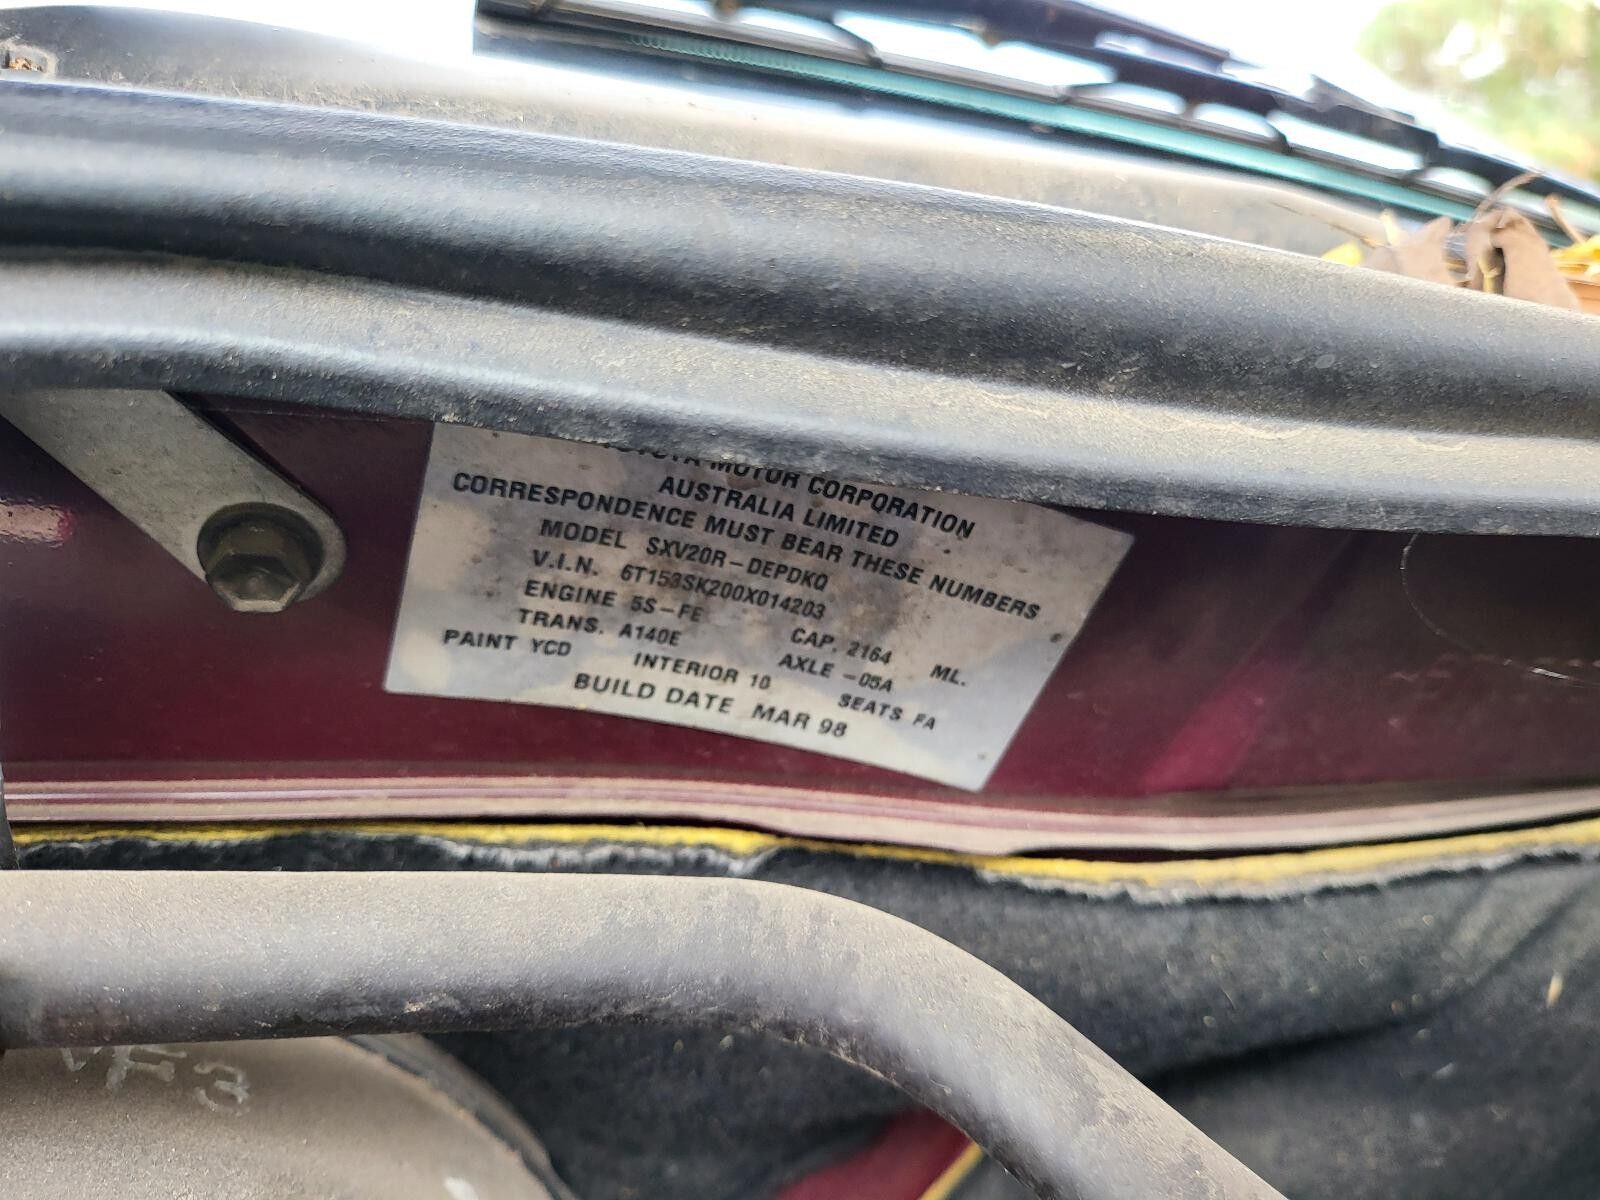 TOYOTA MOTOR CORPORATION
AUSTRALIA LIMITED
CORRESPONDENCE MUST BEAR THESE NUMBERS
MODEL SXV20R-DEPDKQ
V.I.N. 6T153SK200X014203
ENGINE 5S-FE CAP. 2164 ML.
TRANS. A140E AXLE -05A
PAINT YCD INTERIOR 10 SEATS FA
BUILD DATE MAR 98